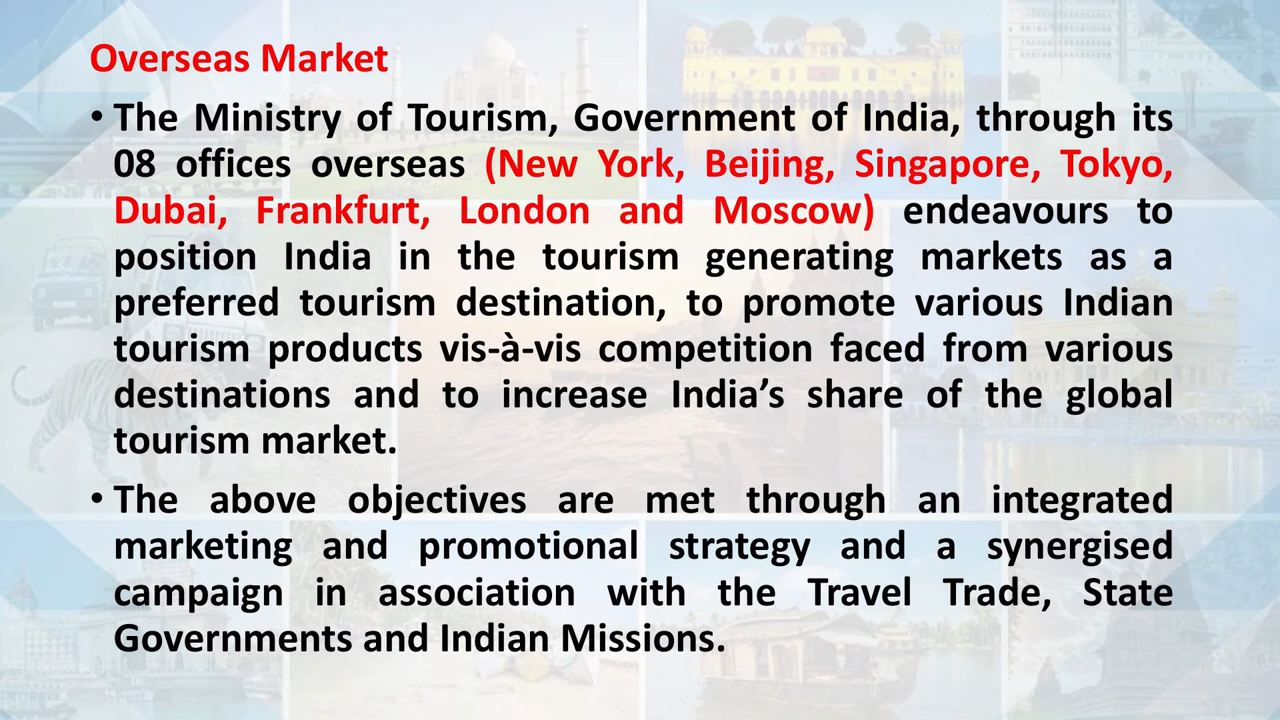 Overseas Market
• The Ministry of Tourism, Government of India, through its
08 offices overseas (New York, Beijing, Singapore, Tokyo,
Dubai, Frankfurt, London and Moscow) endeavours to
position India in the tourism generating markets as a
preferred tourism destination, to promote various Indian
tourism products vis-à-vis competition faced from various
destinations and to increase India’s share of the global
tourism market.
• The above objectives are met through an integrated
marketing and promotional strategy and a synergised
campaign in association with the Travel Trade, State
Governments and Indian Missions.